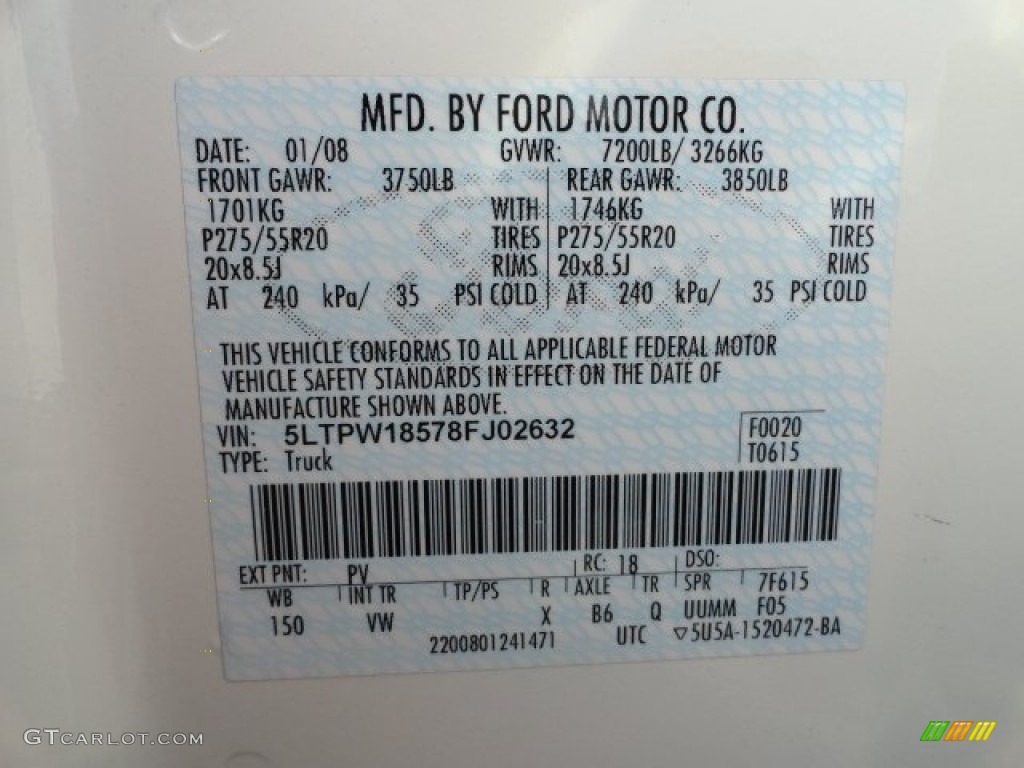 MFD. BY FORD MOTOR CO.
DATE: 01/08 GVWR: 7200LB/ 3266KG
FRONT GAWR: 3750LB REAR GAWR: 3850LB
1701KG WITH 1746KG WITH
P275/55R20 TIRES P275/55R20 TIRES
20x8.5J RIMS 20x8.5J RIMS
AT 240 kPa/ 35 PSI COLD AT 240 kPa/ 35 PSI COLD
THIS VEHICLE CONFORMS TO ALL APPLICABLE FEDERAL MOTOR
VEHICLE SAFETY STANDARDS IN EFFECT ON THE DATE OF
MANUFACTURE SHOWN ABOVE.
VIN: 5LTPW18578FJ02632 F0020
TYPE: Truck T0615
EXT PNT: PV RC: 18 DSO:
WB INT TR TP/PS R AXLE TR SPR 7F615
150 VW X B6 Q UUMM F05
2200801241471 UTC ▽5U5A-1520472-BA
GTCARLOT.COM